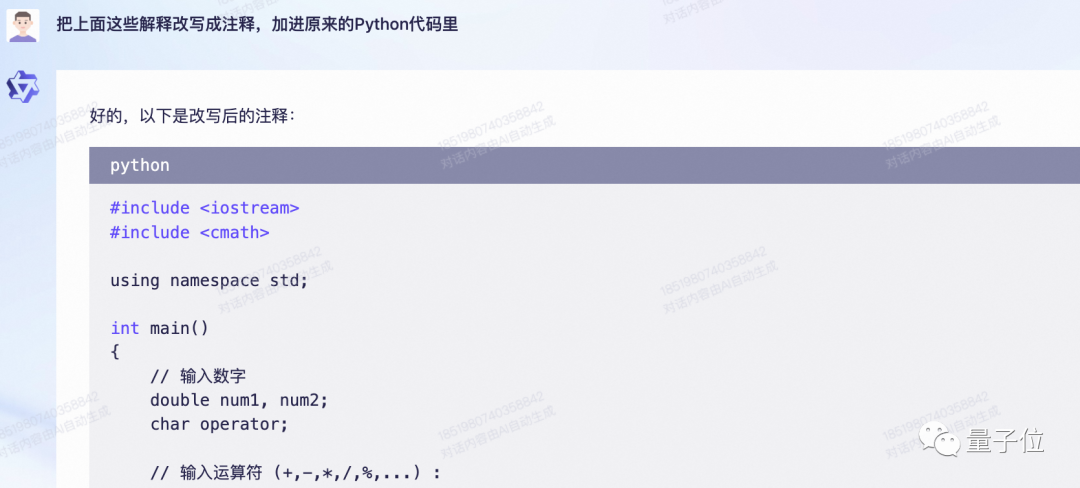 把上面这些解释改写成注释，加进原来的Python代码里
好的，以下是改写后的注释：
python
#include <iostream>
#include <cmath>
using namespace std;
int main()
{
// 输入数字
double num1, num2;
char operator;
// 输入运算符 (+,-,*,/,%,...) :
量子位
1851980740358842
对话内容由AI自动生成